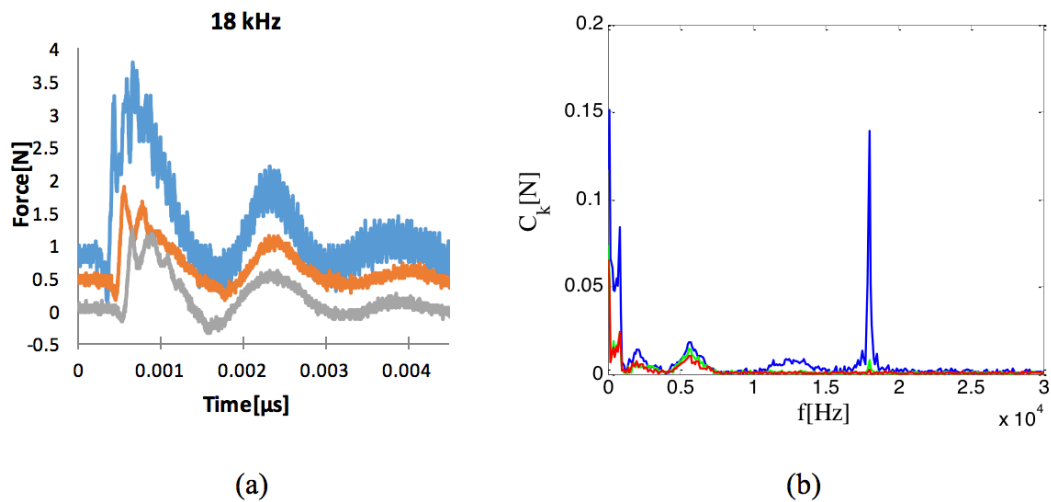 18 kHz
Force[N]
4
3.5
3
2.5
2
1.5
1
0.5
0
-0.5
0 0.001 0.002 0.003 0.004
Time[µs]
(a)
C_k[N]
0.2
0.15
0.1
0.05
0
0 0.5 1 1.5 2 2.5 3
x 10^4
f[Hz]
(b)